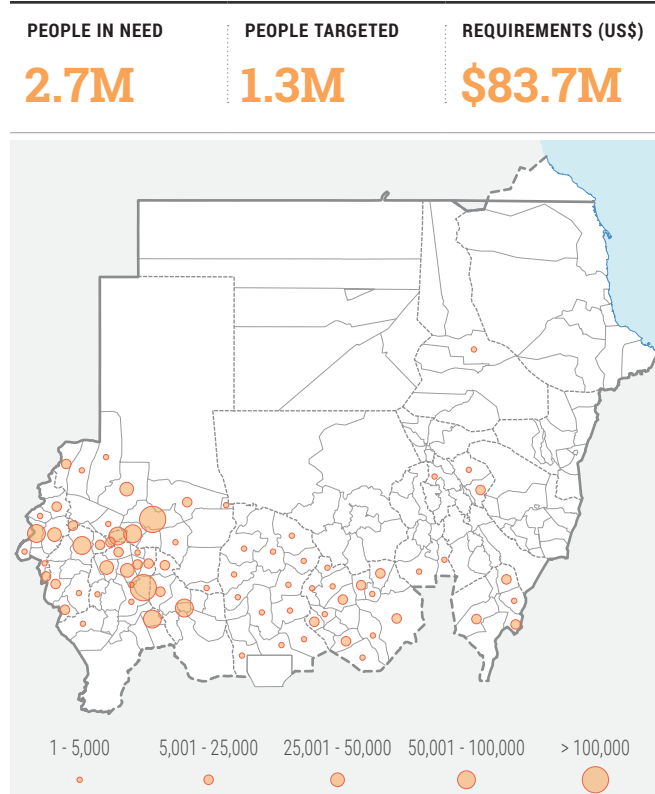 PEOPLE IN NEED PEOPLE TARGETED REQUIREMENTS (US$)
2.7M 1.3M $83.7M
1 - 5,000 5,001 - 25,000 25,001 - 50,000 50,001 - 100,000 > 100,000